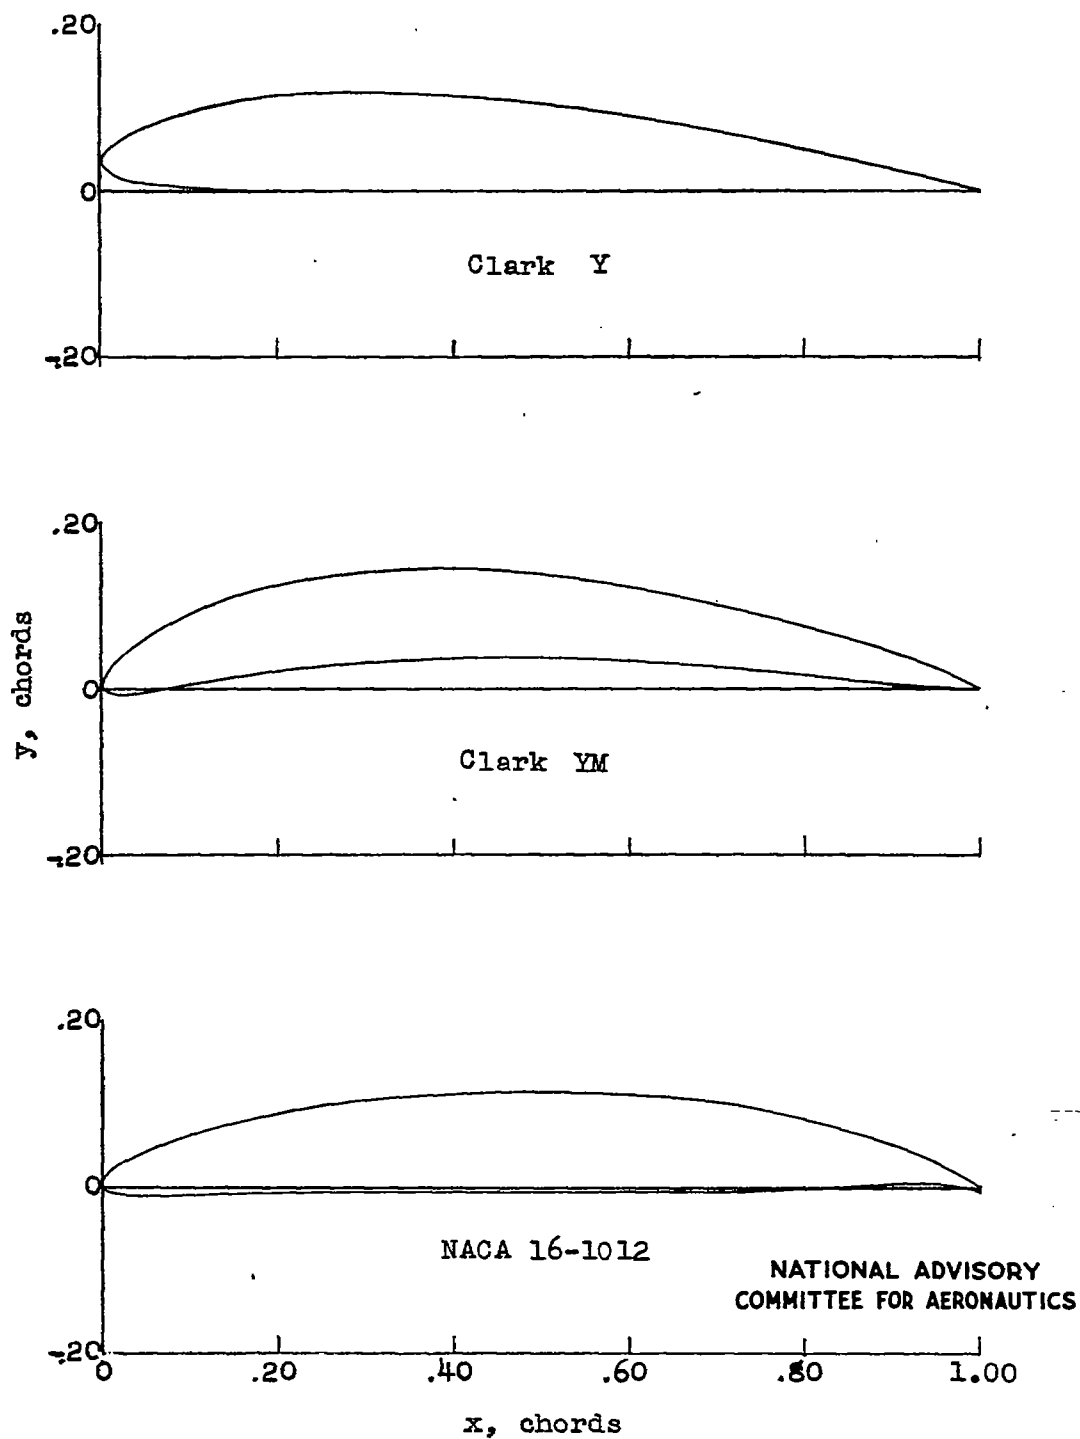 .20
0
Clark Y
-.20
.20
y, chords
0
Clark YM
-.20
.20
0
NACA 16-1012
NATIONAL ADVISORY
COMMITTEE FOR AERONAUTICS
-.20
0 .20 .40 .60 .80 1.00
x, chords